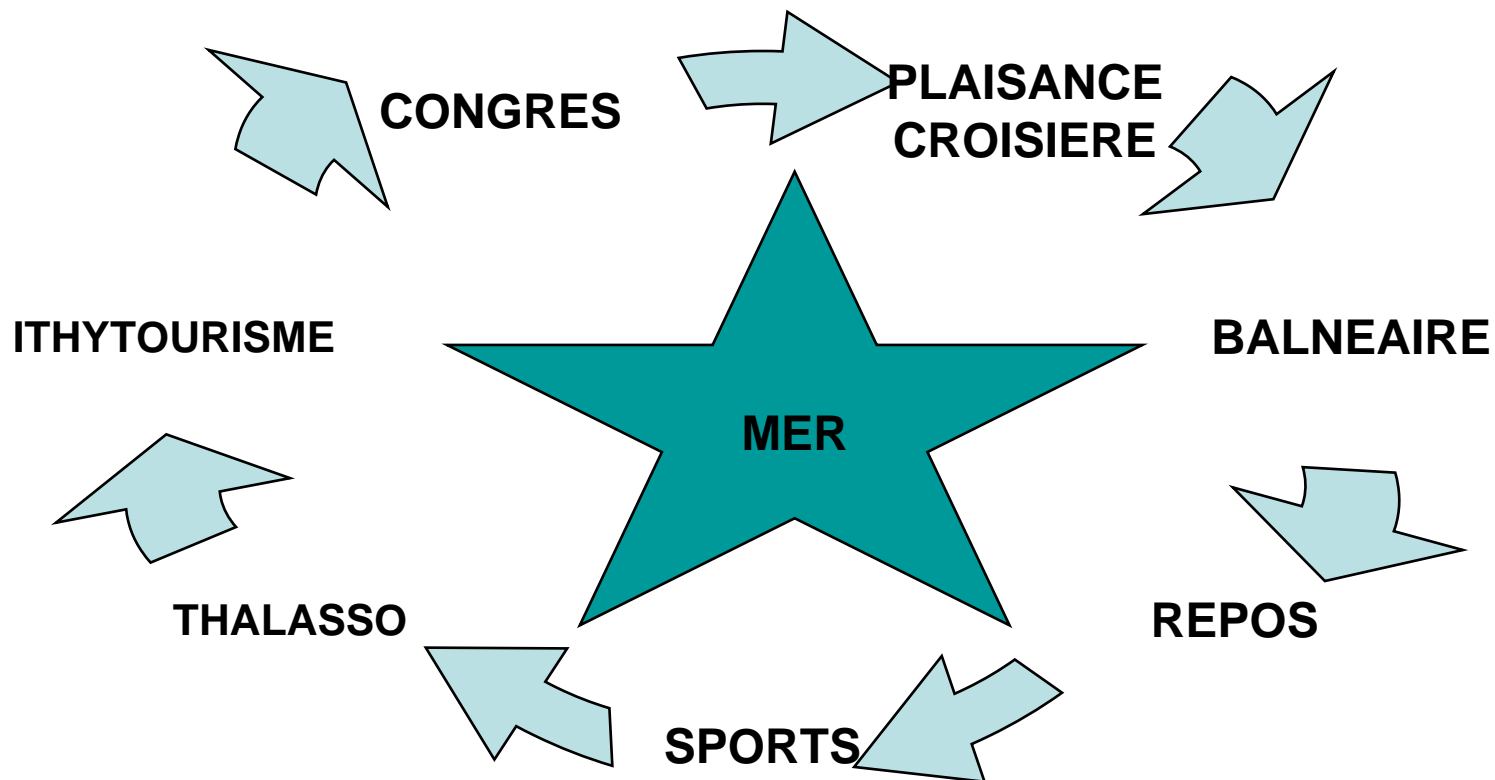 CONGRES
PLAISANCE
CROISIERE
ITHYTOURISME
BALNEAIRE
MER
THALASSO
REPOS
SPORTS